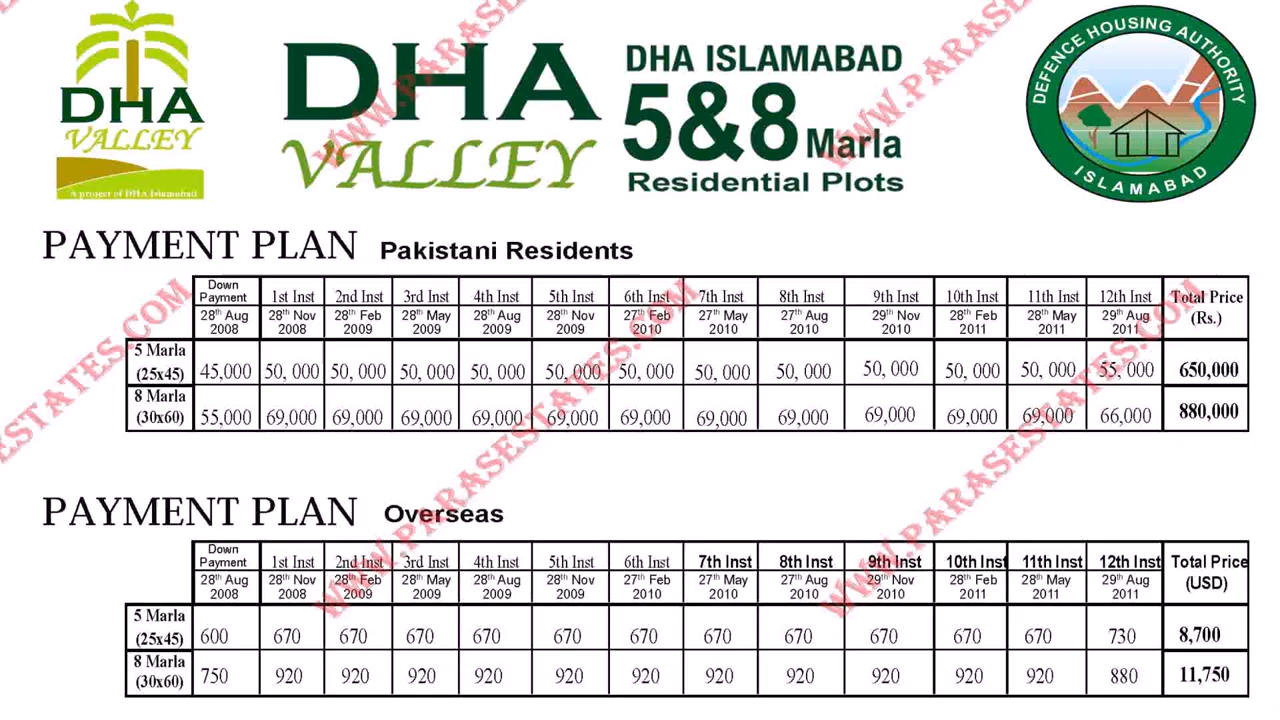 DHA
VALLEY
A project of DHA Islamabad
DHA
VALLEY
DHA ISLAMABAD
5&8 Marla
Residential Plots
DEFENCE HOUSING AUTHORITY
ISLAMABAD
PAYMENT PLAN Pakistani Residents
Down Payment 1st Inst 2nd Inst 3rd Inst 4th Inst 5th Inst 6th Inst 7th Inst 8th Inst 9th Inst 10th Inst 11th Inst 12th Inst Total Price (Rs.)
28th Aug 2008 28th Nov 2008 28th Feb 2009 28th May 2009 28th Aug 2009 28th Nov 2009 27th Feb 2010 27th May 2010 27th Aug 2010 29th Nov 2010 28th Feb 2011 28th May 2011 29th Aug 2011
5 Marla (25x45) 45,000 50, 000 50, 000 50, 000 50, 000 50, 000 50, 000 50, 000 50, 000 50, 000 50, 000 50, 000 55, 000 650,000
8 Marla (30x60) 55,000 69,000 69,000 69,000 69,000 69,000 69,000 69,000 69,000 69,000 69,000 69,000 66,000 880,000
PAYMENT PLAN Overseas
Down Payment 1st Inst 2nd Inst 3rd Inst 4th Inst 5th Inst 6th Inst 7th Inst 8th Inst 9th Inst 10th Inst 11th Inst 12th Inst Total Price (USD)
28th Aug 2008 28th Nov 2008 28th Feb 2009 28th May 2009 28th Aug 2009 28th Nov 2009 27th Feb 2010 27th May 2010 27th Aug 2010 29th Nov 2010 28th Feb 2011 28th May 2011 29th Aug 2011
5 Marla (25x45) 600 670 670 670 670 670 670 670 670 670 670 670 730 8,700
8 Marla (30x60) 750 920 920 920 920 920 920 920 920 920 920 920 880 11,750
WWW.PARASESTATES.COM
WWW.PARASESTATES.COM